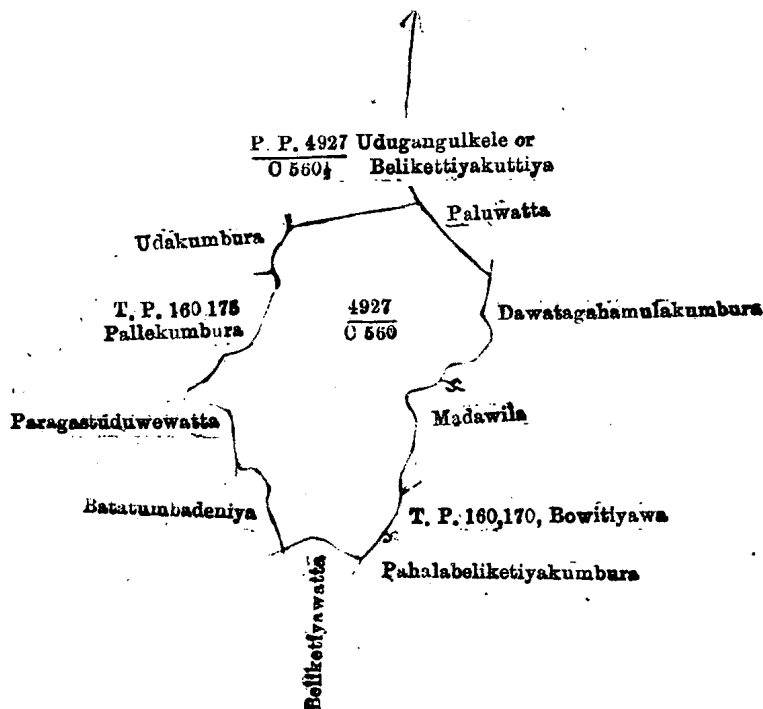 P. P. 4927 Udugangulkele or
C 560½ Belikettiyakuttiya
Paluwatta
Udakumbura
T. P. 160 175
Pallekumbura
4927
C 560
Dawatagahamulakumbura
Paragastuduwewatta
Madawila
Batatumbadeniya
T. P. 160,170, Bowitiyawa
Pahalabeliketiyakumbura
Beliketiyawatta